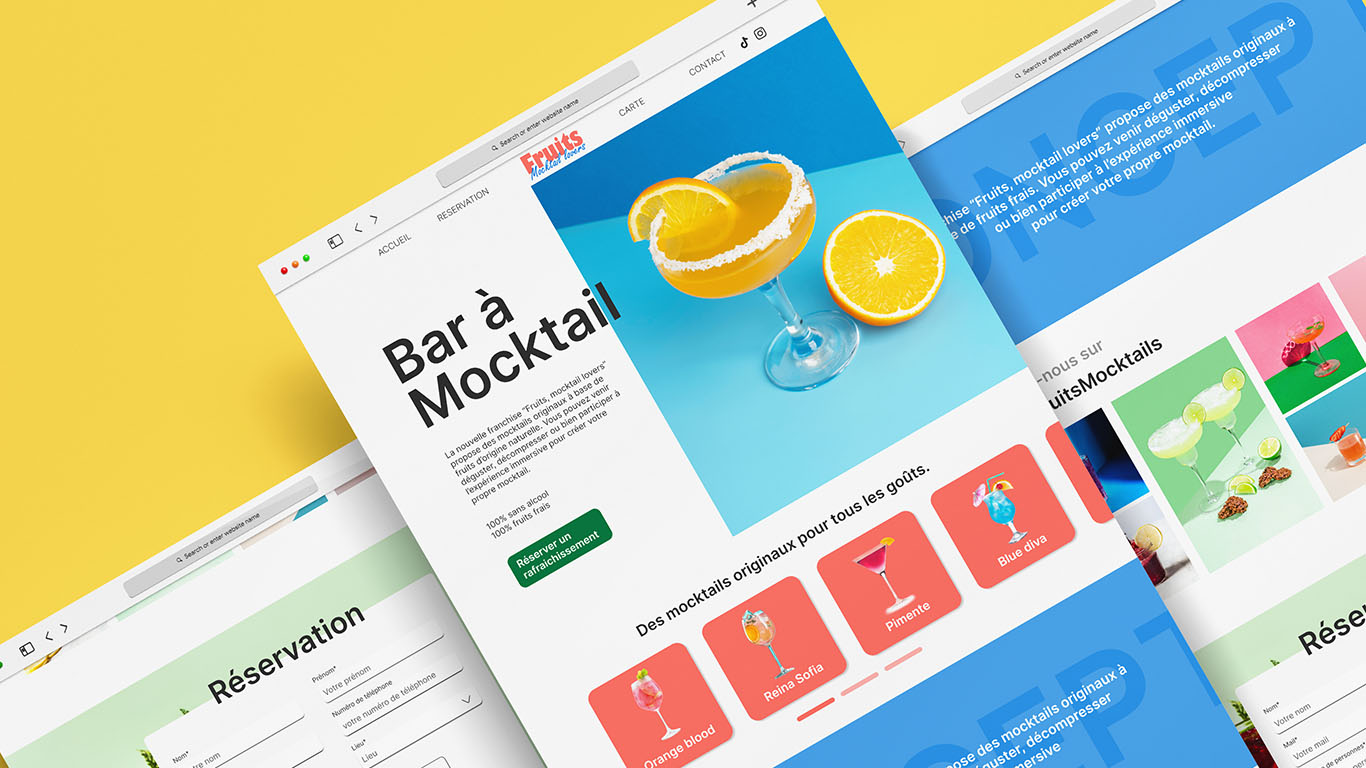 Search or enter website name
ACCUEIL
RESERVATION
Fruits
Mocktail lovers
CARTE
CONTACT
Bar à
Mocktail
La nouvelle franchise “Fruits, mocktail lovers”
propose des mocktails originaux à base de
fruits d'origine naturelle. Vous pouvez venir
déguster, décompresser ou bien participer à
l'expérience immersive pour créer votre
propre mocktail.
100% sans alcool
100% fruits frais
Réserver un
rafraichissement
Des mocktails originaux pour tous les goûts.
Orange blood
Reina Sofia
Pimente
Blue diva
CEPT
propose des mocktails originaux à
déguster, décompresser
immersive
Search or enter website name
Réservation
Nom*
nom
Prénom*
Votre prénom
Numéro de téléphone
votre numéro de téléphone
Lieu*
Lieu
Search or enter website name
ONCEPT
chise “Fruits, mocktail lovers” propose des mocktails originaux à
e de fruits frais. Vous pouvez venir déguster, décompresser
ou bien participer à l'expérience immersive
pour créer votre propre mocktail.
-nous sur
uitsMocktails
Rése
Nom*
Votre nom
Mail*
Votre mail
de personnes*